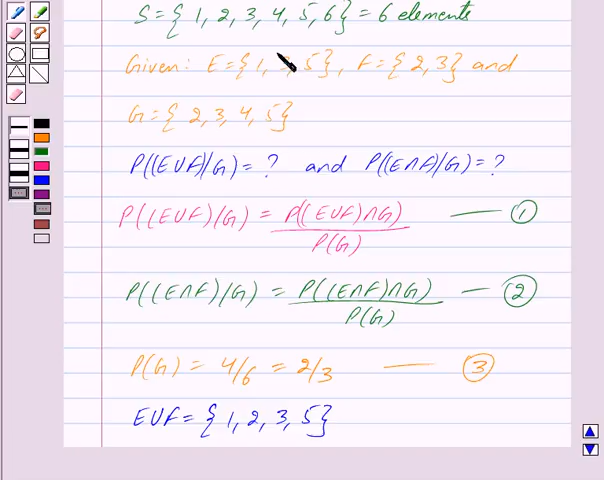 S = { 1, 2, 3, 4, 5, 6 } = 6 elements
Given: E = { 1, 3, 5 } , F = { 2, 3 } and
G = { 2, 3, 4, 5 }
P((E∪F)/G) = ? and P((E∩F)/G) = ?
P((E∪F)/G) = P((E∪F)∩G) / P(G) — ①
P((E∩F)/G) = P((E∩F)∩G) / P(G) — ②
P(G) = 4/6 = 2/3 — ③
E∪F = { 1, 2, 3, 5 }